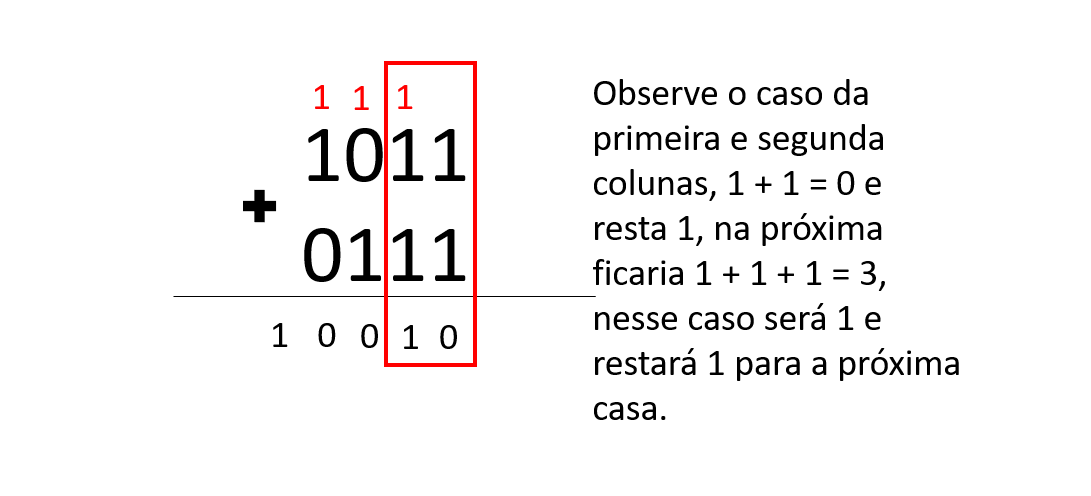 1 1 1
1011
+
0111
1 0 0 1 0
Observe o caso da
primeira e segunda
colunas, 1 + 1 = 0 e
resta 1, na próxima
ficaria 1 + 1 + 1 = 3,
nesse caso será 1 e
restará 1 para a próxima
casa.